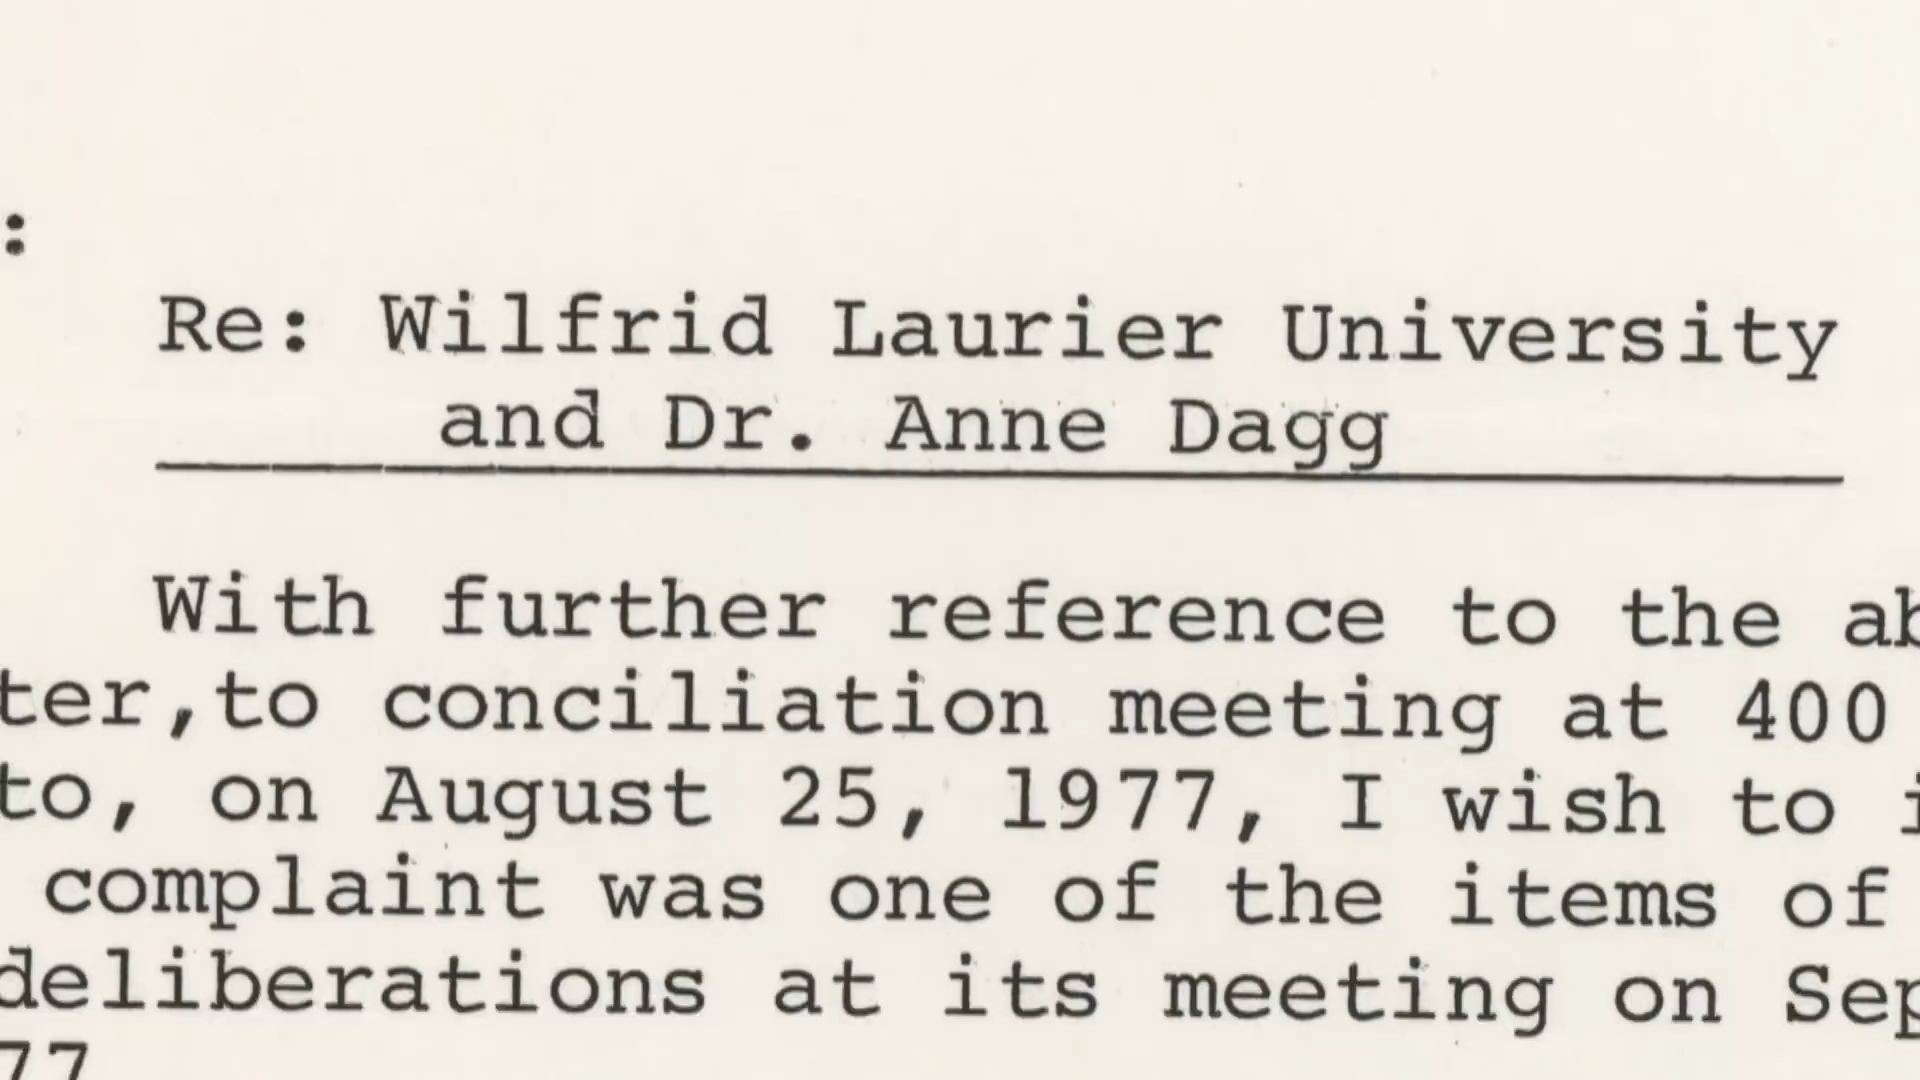 :
Re: Wilfrid Laurier University
and Dr. Anne Dagg
With further reference to the ab
ter,to conciliation meeting at 400
to, on August 25, 1977, I wish to i
complaint was one of the items of
deliberations at its meeting on Sep
77